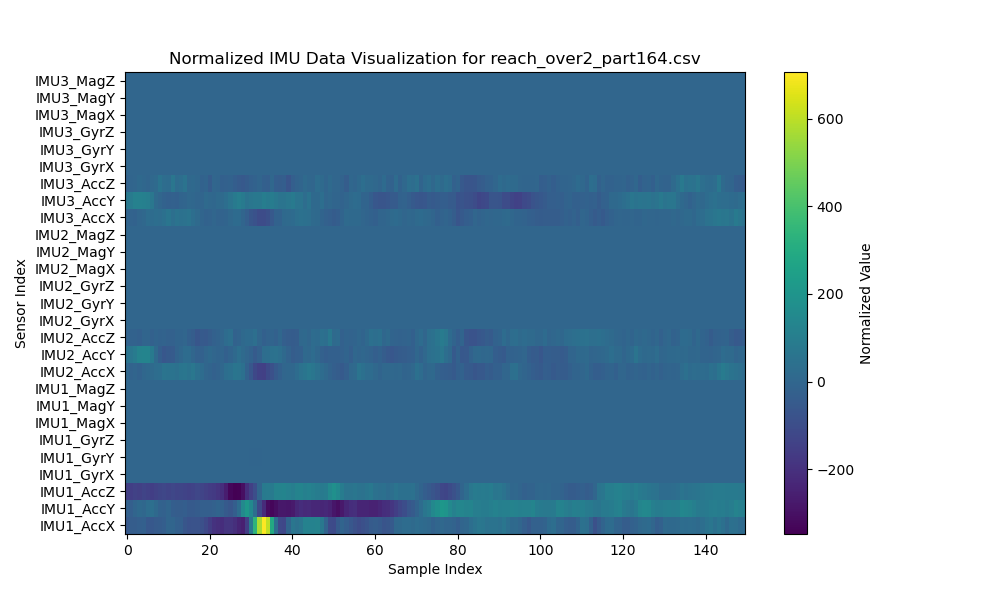 Normalized IMU Data Visualization for reach_over2_part164.csv
IMU3_MagZ
IMU3_MagY
IMU3_MagX
IMU3_GyrZ
IMU3_GyrY
IMU3_GyrX
IMU3_AccZ
IMU3_AccY
IMU3_AccX
IMU2_MagZ
IMU2_MagY
IMU2_MagX
IMU2_GyrZ
IMU2_GyrY
IMU2_GyrX
IMU2_AccZ
IMU2_AccY
IMU2_AccX
IMU1_MagZ
IMU1_MagY
IMU1_MagX
IMU1_GyrZ
IMU1_GyrY
IMU1_GyrX
IMU1_AccZ
IMU1_AccY
IMU1_AccX
Sensor Index
0 20 40 60 80 100 120 140
Sample Index
600
400
200
0
−200
Normalized Value